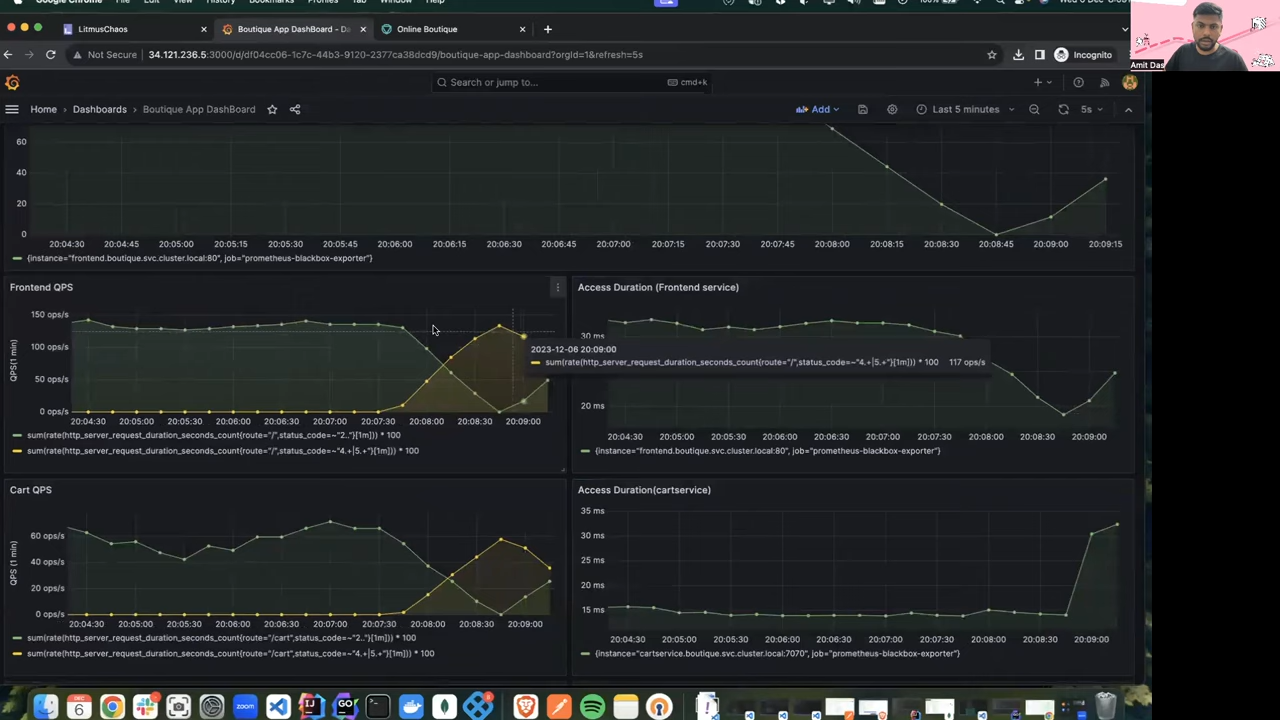 Google Chrome File Edit View History Bookmarks Profiles Tab Window Help
LitmusChaos
Boutique App - Das
Online Boutique
Not Secure 34.121.236.5:3000/d/df04cc06-1c7c-44b3-9120-2377ca38dcd9/boutique-app-dashboard?orgId=1&refresh=5s
Incognito
Amit Das
Search or jump to...
cmd+k
Home > Dashboards > Boutique App DashBoard
Add
Last 5 minutes
5s
60
40
20
0
20:04:30 20:04:45 20:05:00 20:05:15 20:05:30 20:05:45 20:06:00 20:06:15 20:06:30 20:06:45 20:07:00 20:07:15 20:07:30 20:07:45 20:08:00 20:08:15 20:08:30 20:08:45 20:09:00 20:09:15
{instance="frontend.boutique.svc.cluster.local:80", job="prometheus-blackbox-exporter"}
Frontend QPS
QPS(1 min)
150 ops/s
100 ops/s
50 ops/s
0 ops/s
20:04:30 20:05:00 20:05:30 20:06:00 20:06:30 20:07:00 20:07:30 20:08:00 20:08:30 20:09:00
sum(rate(http_server_request_duration_seconds_count{route="/",status_code=~"2.."}[1m])) * 100
sum(rate(http_server_request_duration_seconds_count{route="/",status_code=~"4.+|5.+"}[1m])) * 100
Access Duration (Frontend service)
30 ms
20 ms
20:04:30 20:05:00 20:05:30 20:06:00 20:06:30 20:07:00 20:07:30 20:08:00 20:08:30 20:09:00
{instance="frontend.boutique.svc.cluster.local:80", job="prometheus-blackbox-exporter"}
2023-12-06 20:09:00
sum(rate(http_server_request_duration_seconds_count{route="/",status_code=~"4.+|5.+"}[1m])) * 100 117 ops/s
Cart QPS
QPS (1 min)
60 ops/s
40 ops/s
20 ops/s
0 ops/s
20:04:30 20:05:00 20:05:30 20:06:00 20:06:30 20:07:00 20:07:30 20:08:00 20:08:30 20:09:00
sum(rate(http_server_request_duration_seconds_count{route="/cart",status_code=~"2.."}[1m])) * 100
sum(rate(http_server_request_duration_seconds_count{route="/cart",status_code=~"4.+|5.+"}[1m])) * 100
Access Duration(cartservice)
35 ms
30 ms
25 ms
20 ms
15 ms
20:04:30 20:05:00 20:05:30 20:06:00 20:06:30 20:07:00 20:07:30 20:08:00 20:08:30 20:09:00
{instance="cartservice.boutique.svc.cluster.local:7070", job="prometheus-blackbox-exporter"}
DEC
6
zoom
GO